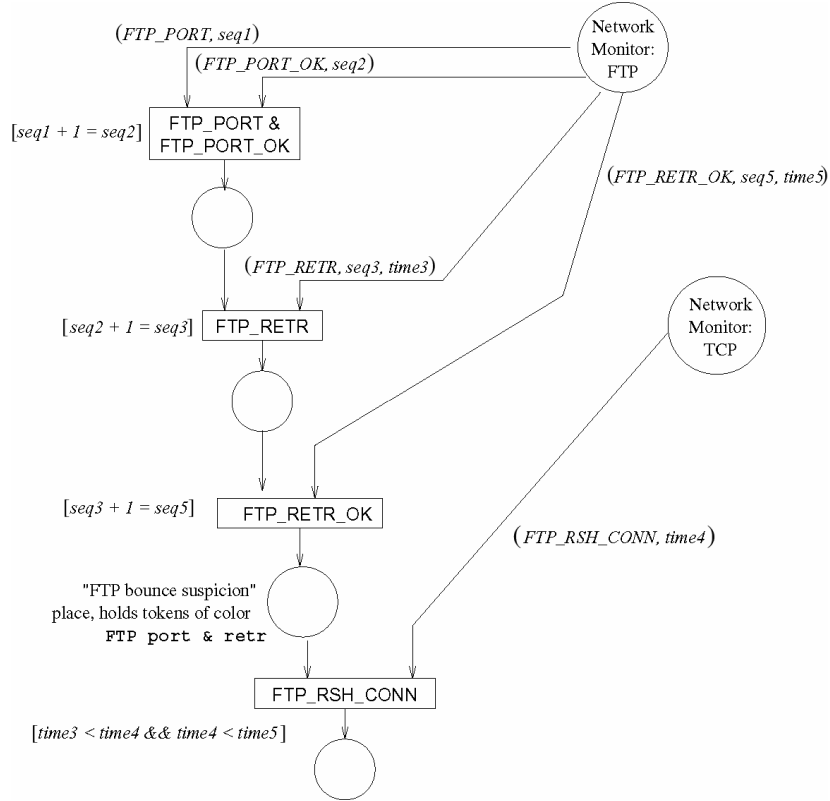 (FTP_PORT, seq1)
Network
Monitor:
FTP
(FTP_PORT_OK, seq2)
[seq1 + 1 = seq2]
FTP_PORT &
FTP_PORT_OK
(FTP_RETR_OK, seq5, time5)
(FTP_RETR, seq3, time3)
Network
Monitor:
TCP
[seq2 + 1 = seq3]
FTP_RETR
[seq3 + 1 = seq5]
FTP_RETR_OK
(FTP_RSH_CONN, time4)
"FTP bounce suspicion"
place, holds tokens of color
FTP port & retr
FTP_RSH_CONN
[time3 < time4 && time4 < time5]